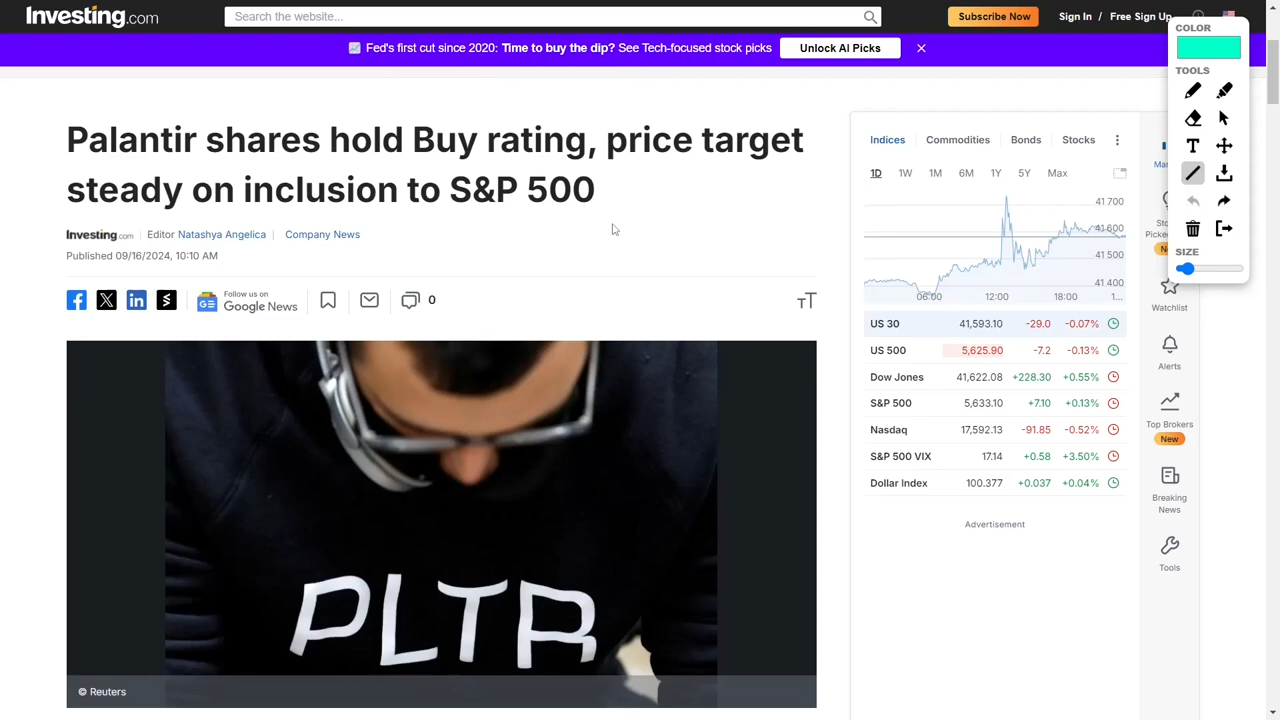 Investing.com
Search the website...
Subscribe Now
Sign In / Free Sign Up
Fed's first cut since 2020: Time to buy the dip? See Tech-focused stock picks
Unlock AI Picks
COLOR
TOOLS
SIZE
Palantir shares hold Buy rating, price target
steady on inclusion to S&P 500
Investing.com | Editor Natashya Angelica | Company News
Published 09/16/2024, 10:10 AM
Follow us on
Google News
0
PLTR
© Reuters
Indices Commodities Bonds Stocks
1D 1W 1M 6M 1Y 5Y Max
41 700
41 600
41 500
41 400
06:00 12:00 18:00 1...
US 30 41,593.10 -29.0 -0.07%
US 500 5,625.90 -7.2 -0.13%
Dow Jones 41,622.08 +228.30 +0.55%
S&P 500 5,633.10 +7.10 +0.13%
Nasdaq 17,592.13 -91.85 -0.52%
S&P 500 VIX 17.14 +0.58 +3.50%
Dollar Index 100.377 +0.037 +0.04%
Advertisement
Watchlist
Alerts
Top Brokers
New
Breaking
News
Tools